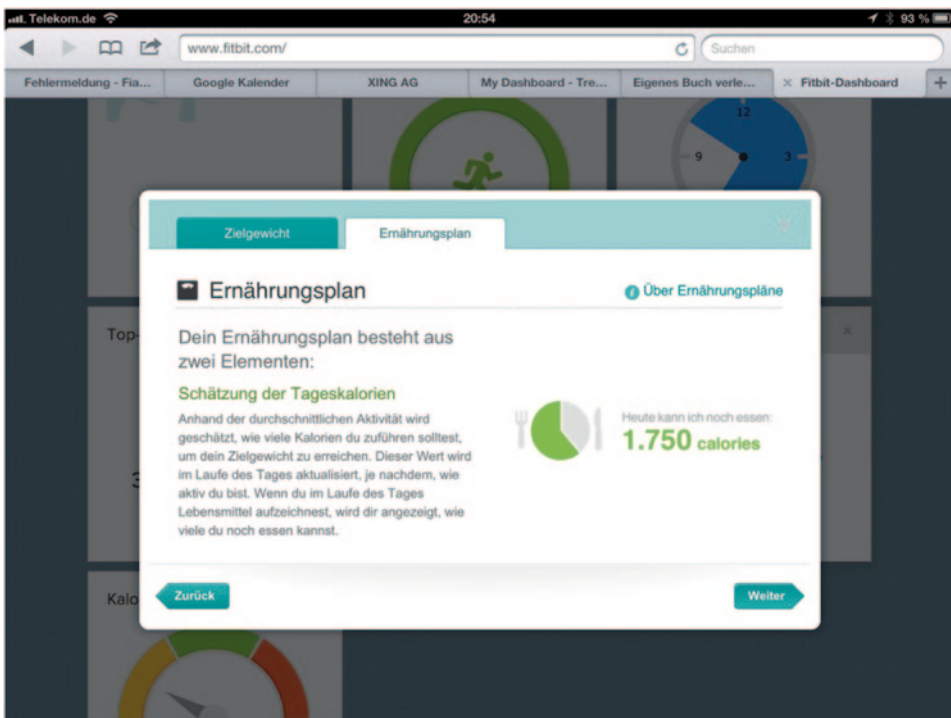 Telekom.de 20:54 93 %
www.fitbit.com/ Suchen
Fehlermeldung - Fia... Google Kalender XING AG My Dashboard - Tre... Eigenes Buch verle... Fitbit-Dashboard
12
9 3
Zielgewicht Ernährungsplan
Ernährungsplan Über Ernährungspläne
Top-
Dein Ernährungsplan besteht aus
zwei Elementen:
Schätzung der Tageskalorien
Anhand der durchschnittlichen Aktivität wird
geschätzt, wie viele Kalorien du zuführen solltest,
um dein Zielgewicht zu erreichen. Dieser Wert wird
im Laufe des Tages aktualisiert, je nachdem, wie
aktiv du bist. Wenn du im Laufe des Tages
Lebensmittel aufzeichnest, wird dir angezeigt, wie
viele du noch essen kannst.
Heute kann ich noch essen:
1.750 calories
3
Kalo
Zurück Weiter